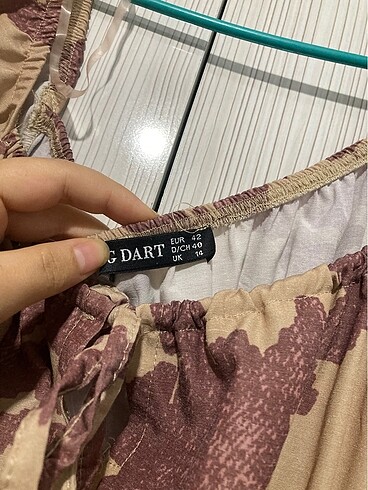 G DART
EUR 42
D/CH 40
UK 14